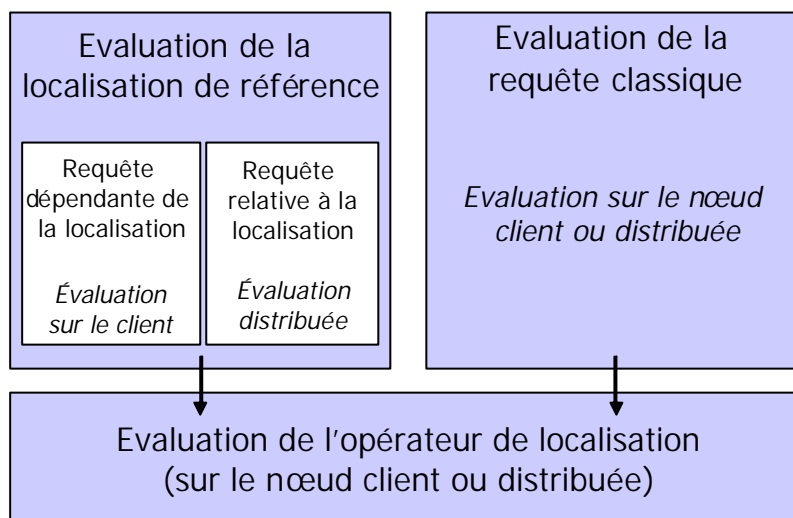 Evaluation de la
localisation de référence
Requête
dépendante de
la localisation
Évaluation
sur le client
Requête
relative à la
localisation
Évaluation
distribuée
Evaluation de la
requête classique
Evaluation sur le nœud
client ou distribuée
Evaluation de l'opérateur de localisation
(sur le nœud client ou distribuée)